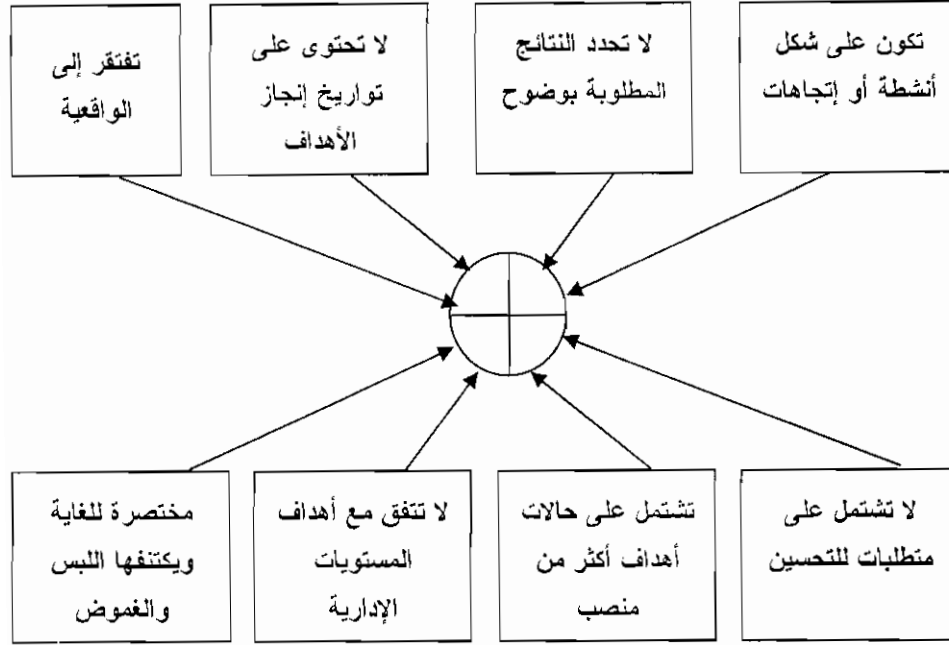 تكون على شكل
أنشطة أو إتجاهات
لا تحدد النتائج
المطلوبة بوضوح
لا تحتوى على
تواريخ إنجاز
الأهداف
تفتقر إلى
الواقعية
لا تشتمل على
متطلبات للتحسين
تشتمل على حالات
أهداف أكثر من
منصب
لا تتفق مع أهداف
المستويات
الإدارية
مختصرة للغاية
ويكتنفها اللبس
والغموض